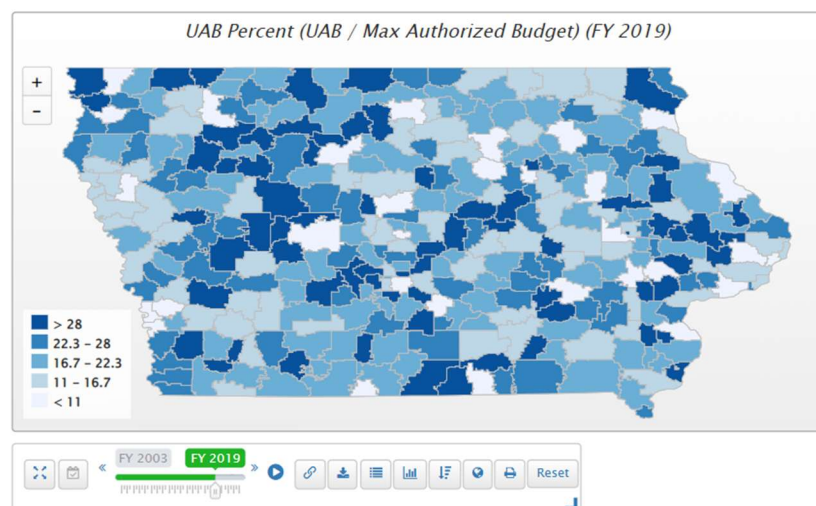 UAB Percent (UAB / Max Authorized Budget) (FY 2019)
+
–
> 28
22.3 – 28
16.7 – 22.3
11 – 16.7
< 11
« FY 2003 FY 2019 »
Reset